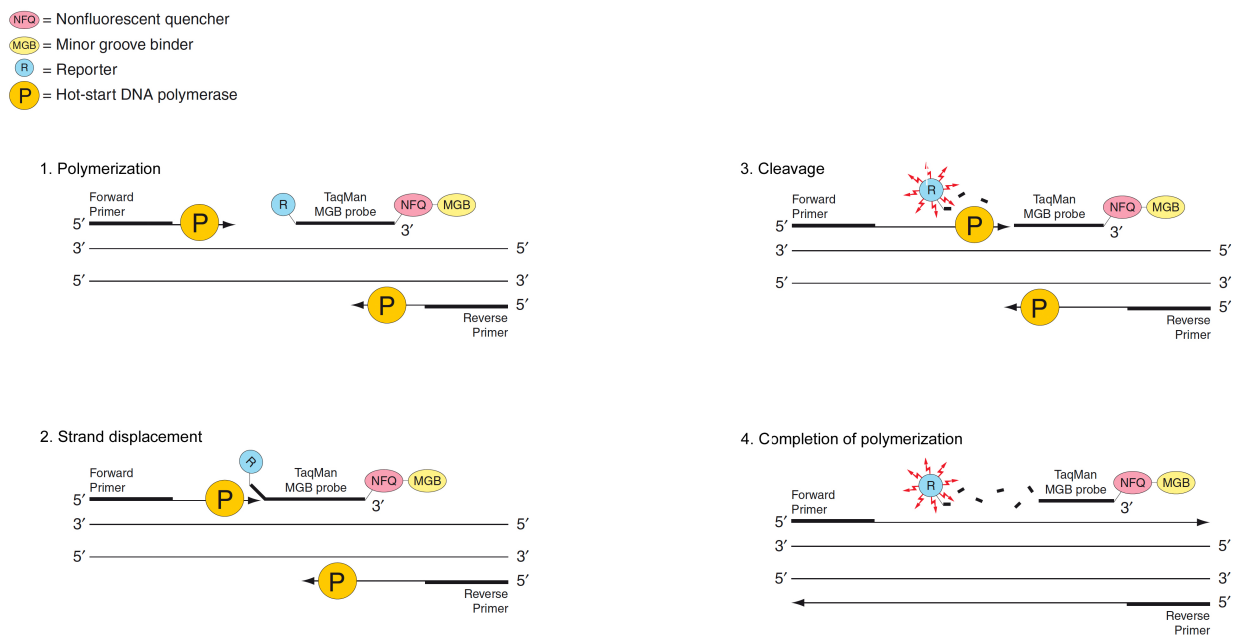 NFQ = Nonfluorescent quencher
MGB = Minor groove binder
R = Reporter
P = Hot-start DNA polymerase
1. Polymerization
Forward
Primer
5′ P R TaqMan
MGB probe NFQ MGB
3′
3′ 5′
5′ 3′
P 5′
Reverse
Primer
2. Strand displacement
Forward
Primer
5′ P R TaqMan
MGB probe NFQ MGB
3′
3′ 5′
5′ 3′
P 5′
Reverse
Primer
3. Cleavage
Forward
Primer
5′ R P TaqMan
MGB probe NFQ MGB
3′
3′ 5′
5′ 3′
P 5′
Reverse
Primer
4. Completion of polymerization
Forward
Primer
5′ R TaqMan
MGB probe NFQ MGB
3′
3′ 5′
5′ 3′
5′
Reverse
Primer